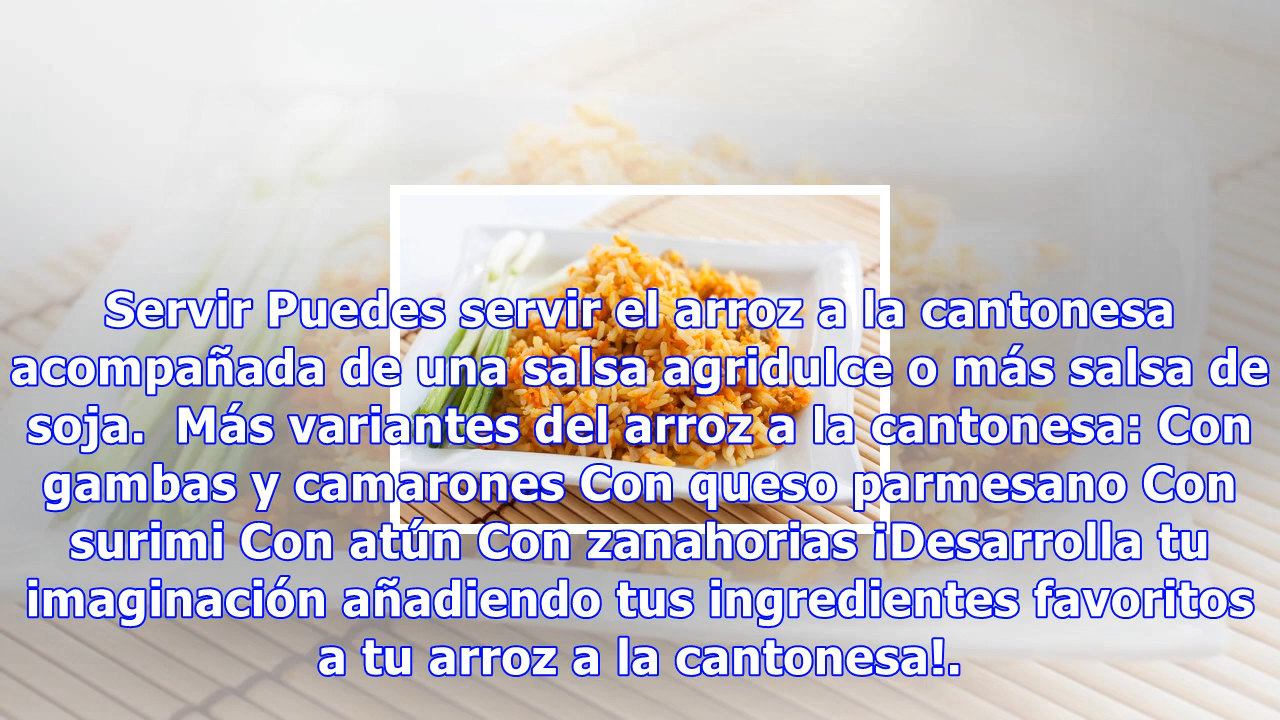 Servir Puedes servir el arroz a la cantonesa
acompañada de una salsa agridulce o más salsa de
soja.  Más variantes del arroz a la cantonesa: Con
gambas y camarones Con queso parmesano Con
surimi Con atún Con zanahorias ¡Desarrolla tu
imaginación añadiendo tus ingredientes favoritos
a tu arroz a la cantonesa!.